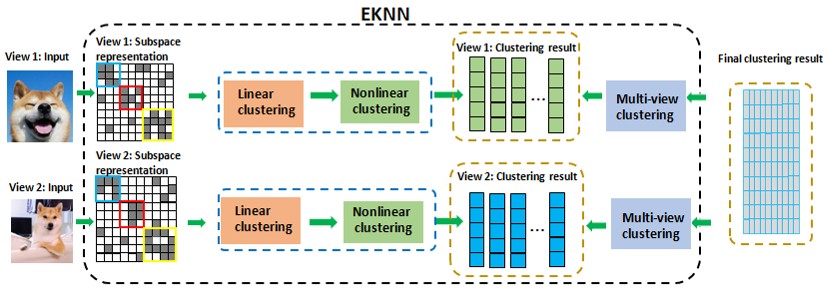 EKNN
View 1: Input
View 1: Subspace
representation
Linear
clustering
Nonlinear
clustering
View 1: Clustering result
...
Multi-view
clustering
Final clustering result
View 2: Input
View 2: Subspace
representation
Linear
clustering
Nonlinear
clustering
View 2: Clustering result
...
Multi-view
clustering